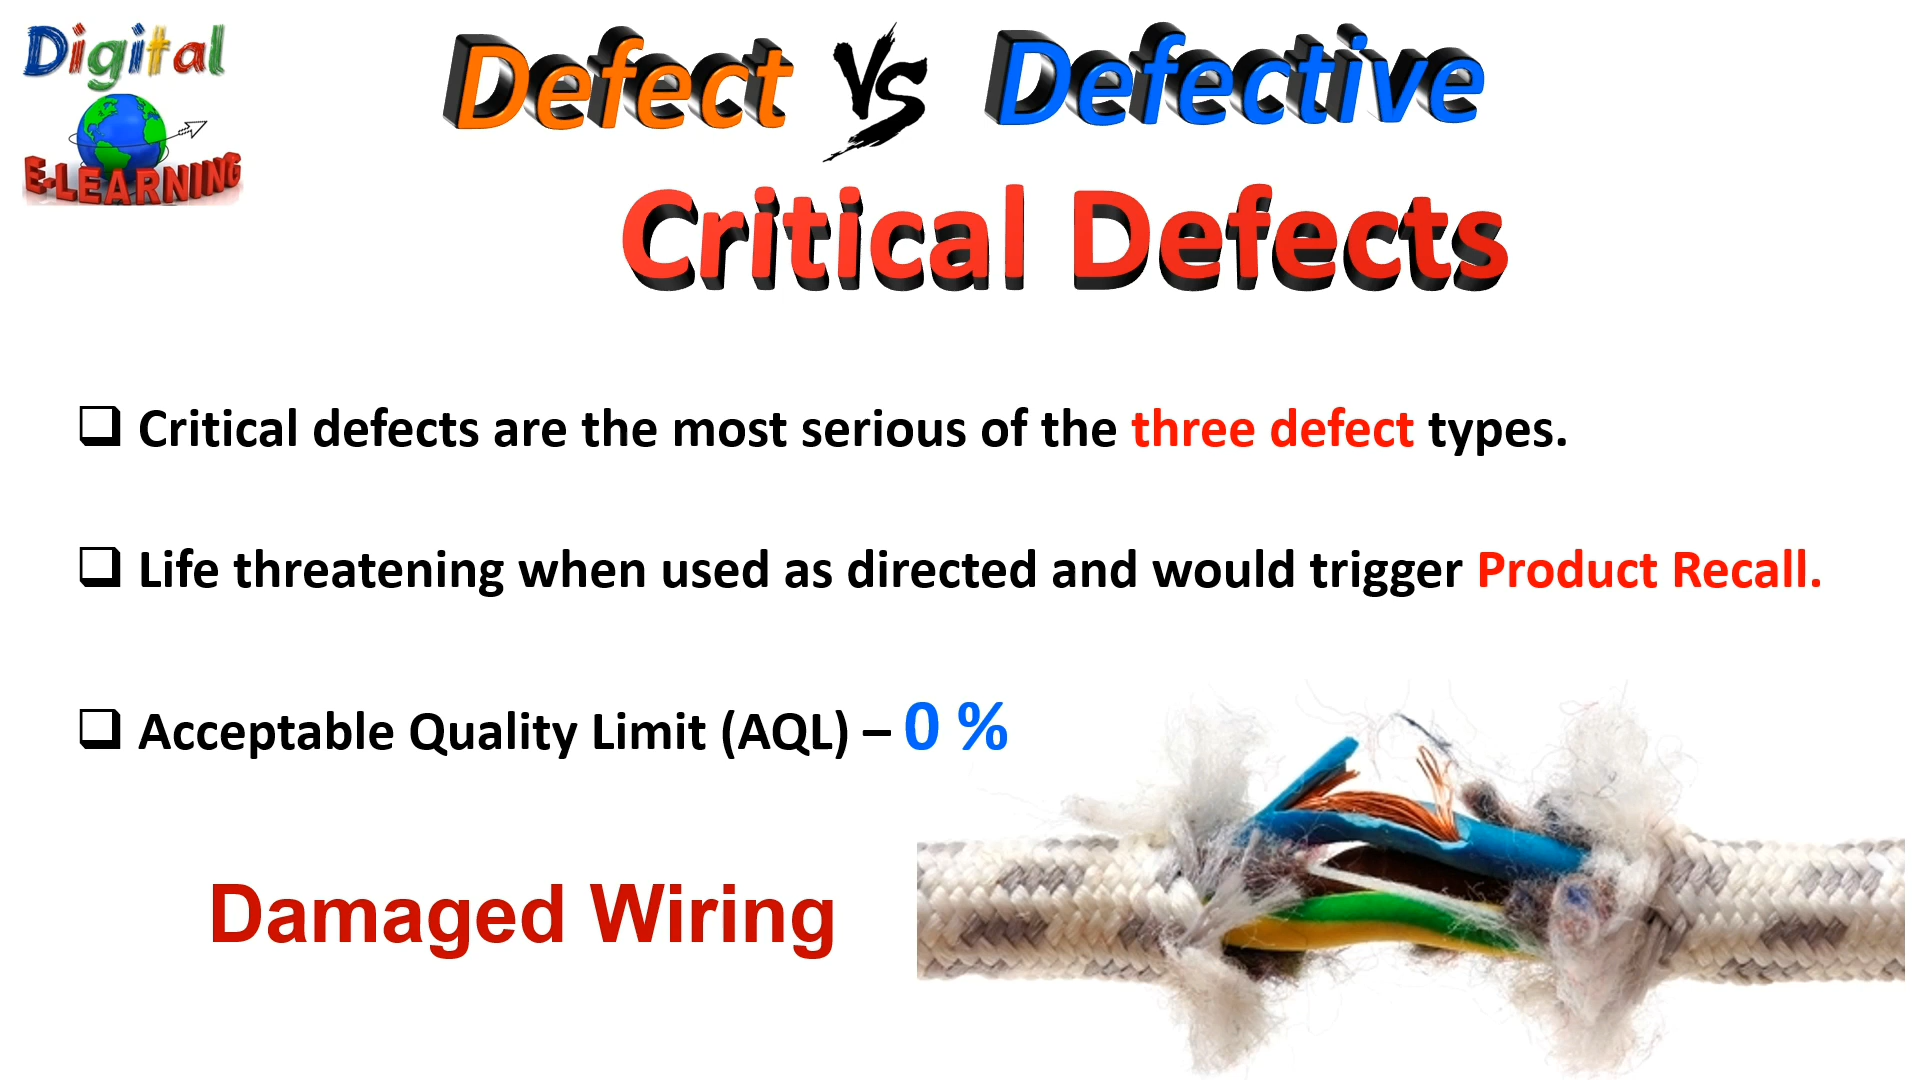 Digital
E-LEARNING
Defect VS Defective
Critical Defects
❑ Critical defects are the most serious of the three defect types.
❑ Life threatening when used as directed and would trigger Product Recall.
❑ Acceptable Quality Limit (AQL) – 0 %
Damaged Wiring